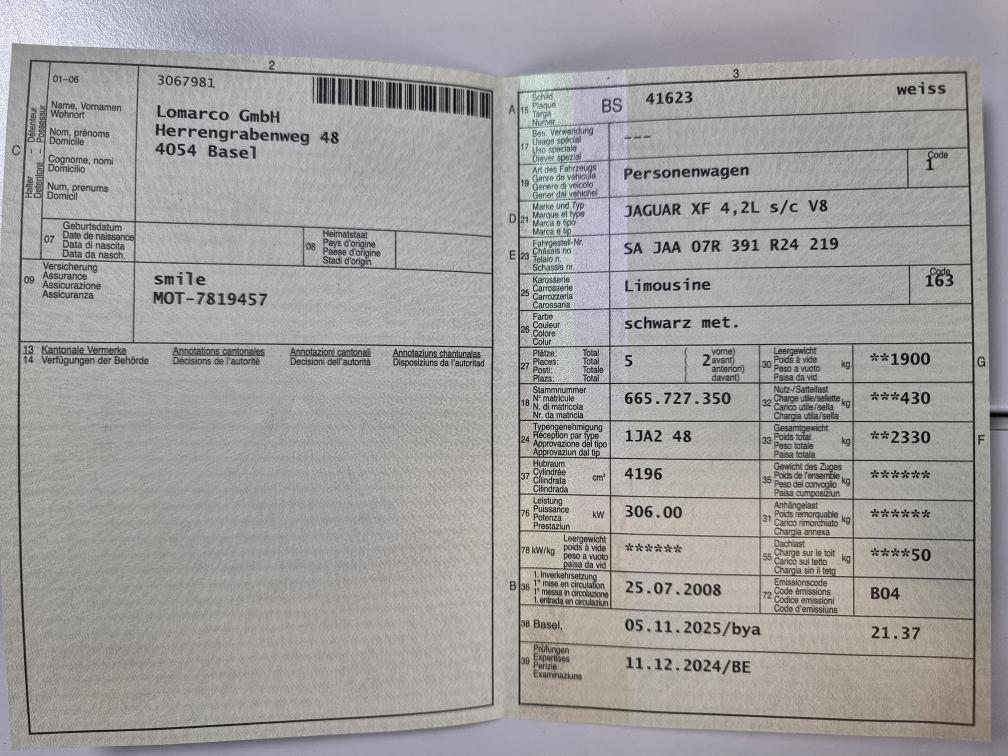 2
01-06
3067981
C
Halter – Détenteur
Detentore – Possessur
Name, Vornamen
Wohnort
Nom, prénoms
Domicile
Cognome, nomi
Domicilio
Num, prenums
Domicil
Lomarco GmbH
Herrengrabenweg 48
4054 Basel
07
Geburtsdatum
Date de naissance
Data di nascita
Data da nasch.
08
Heimatstaat
Pays d'origine
Paese d'origine
Stadi d'origin
09
Versicherung
Assurance
Assicurazione
Assicuranza
smile
MOT-7819457
13 Kantonale Vermerke Annotations cantonales Annotazioni cantonali Annotaziuns chantunalas
14 Verfügungen der Behörde Décisions de l'autorité Decisioni dell'autorità Disposiziuns da l'autoritad
3
A 15
Schild
Plaque
Targa
Numer
BS 41623 weiss
17
Bes. Verwendung
Usage spécial
Uso speciale
Diever spezial
---
19
Art des Fahrzeugs
Genre de véhicule
Genere di veicolo
Gener dal vehichel
Personenwagen
Code
1
D 21
Marke und Typ
Marque et type
Marca e tipo
Marca e tip
JAGUAR XF 4,2L s/c V8
E 23
Fahrgestell-Nr.
Châssis no
Telaio n.
Schassis nr.
SA JAA 07R 391 R24 219
25
Karosserie
Carrosserie
Carrozzeria
Carossaria
Limousine
Code
163
26
Farbe
Couleur
Colore
Colur
schwarz met.
27
Plätze: Total
Places: Total
Posti: Totale
Plazs: Total
5
2
vorne)
avant)
anteriori)
davant)
30
Leergewicht
Poids à vide
Peso a vuoto
Paisa da vid
kg
**1900
G
18
Stammnummer
N° matricule
N. di matricola
Nr. da matricla
665.727.350
32
Nutz-/Sattellast
Charge utile/sellette
Carico utile/sella
Chargia utila/sella
kg
***430
24
Typengenehmigung
Réception par type
Approvazione del tipo
Approvaziun dal tip
1JA2 48
33
Gesamtgewicht
Poids total
Peso totale
Paisa totala
kg
**2330
F
37
Hubraum
Cylindrée
Cilindrata
Cilindrada
cm³
4196
35
Gewicht des Zuges
Poids de l'ensemble
Peso del convoglio
Paisa cumposiziun
kg
******
76
Leistung
Puissance
Potenza
Prestaziun
kW
306.00
31
Anhängelast
Poids remorquable
Carico rimorchiato
Chargia annexa
kg
******
78 kW/kg
Leergewicht
poids à vide
peso a vuoto
paisa da vid
******
55
Dachlast
Charge sur le toit
Carico sul tetto
Chargia sin il tetg
kg
****50
B 36
1. Inverkehrsetzung
1re mise en circulation
1a messa in circolazione
1. entrada en circulaziun
25.07.2008
72
Emissionscode
Code émissions
Codice emissioni
Code d'emissiuns
B04
38 Basel, 05.11.2025/bya 21.37
39
Prüfungen
Expertises
Perizie
Examinaziuns
11.12.2024/BE